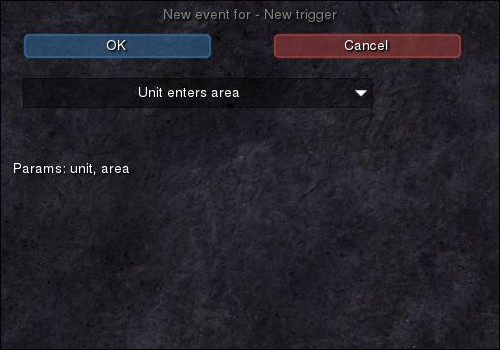 New event for - New trigger
OK
Cancel
Unit enters area
Params: unit, area